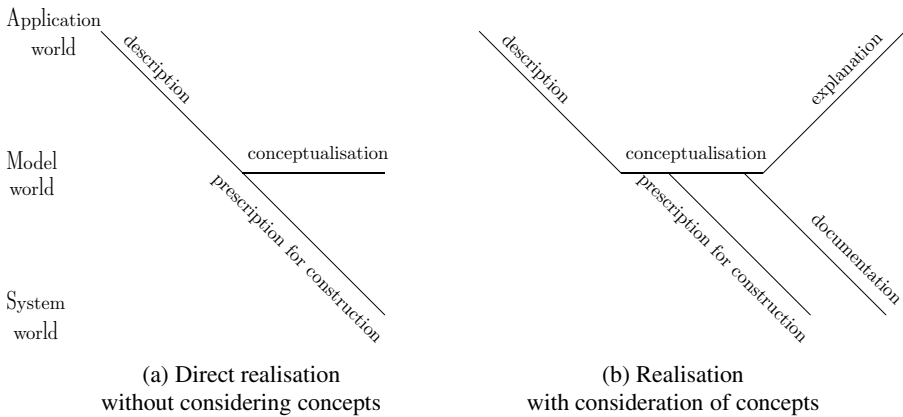 Application
world
description
conceptualisation
prescription for construction
Model
world
System
world
(a) Direct realisation
without considering concepts
description
conceptualisation
explanation
prescription for construction
documentation
(b) Realisation
with consideration of concepts